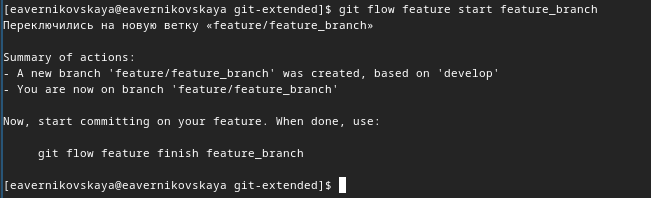 [eavernikovskaya@eavernikovskaya git-extended]$ git flow feature start feature_branch
Переключились на новую ветку «feature/feature_branch»
Summary of actions:
- A new branch 'feature/feature_branch' was created, based on 'develop'
- You are now on branch 'feature/feature_branch'
Now, start committing on your feature. When done, use:
git flow feature finish feature_branch
[eavernikovskaya@eavernikovskaya git-extended]$